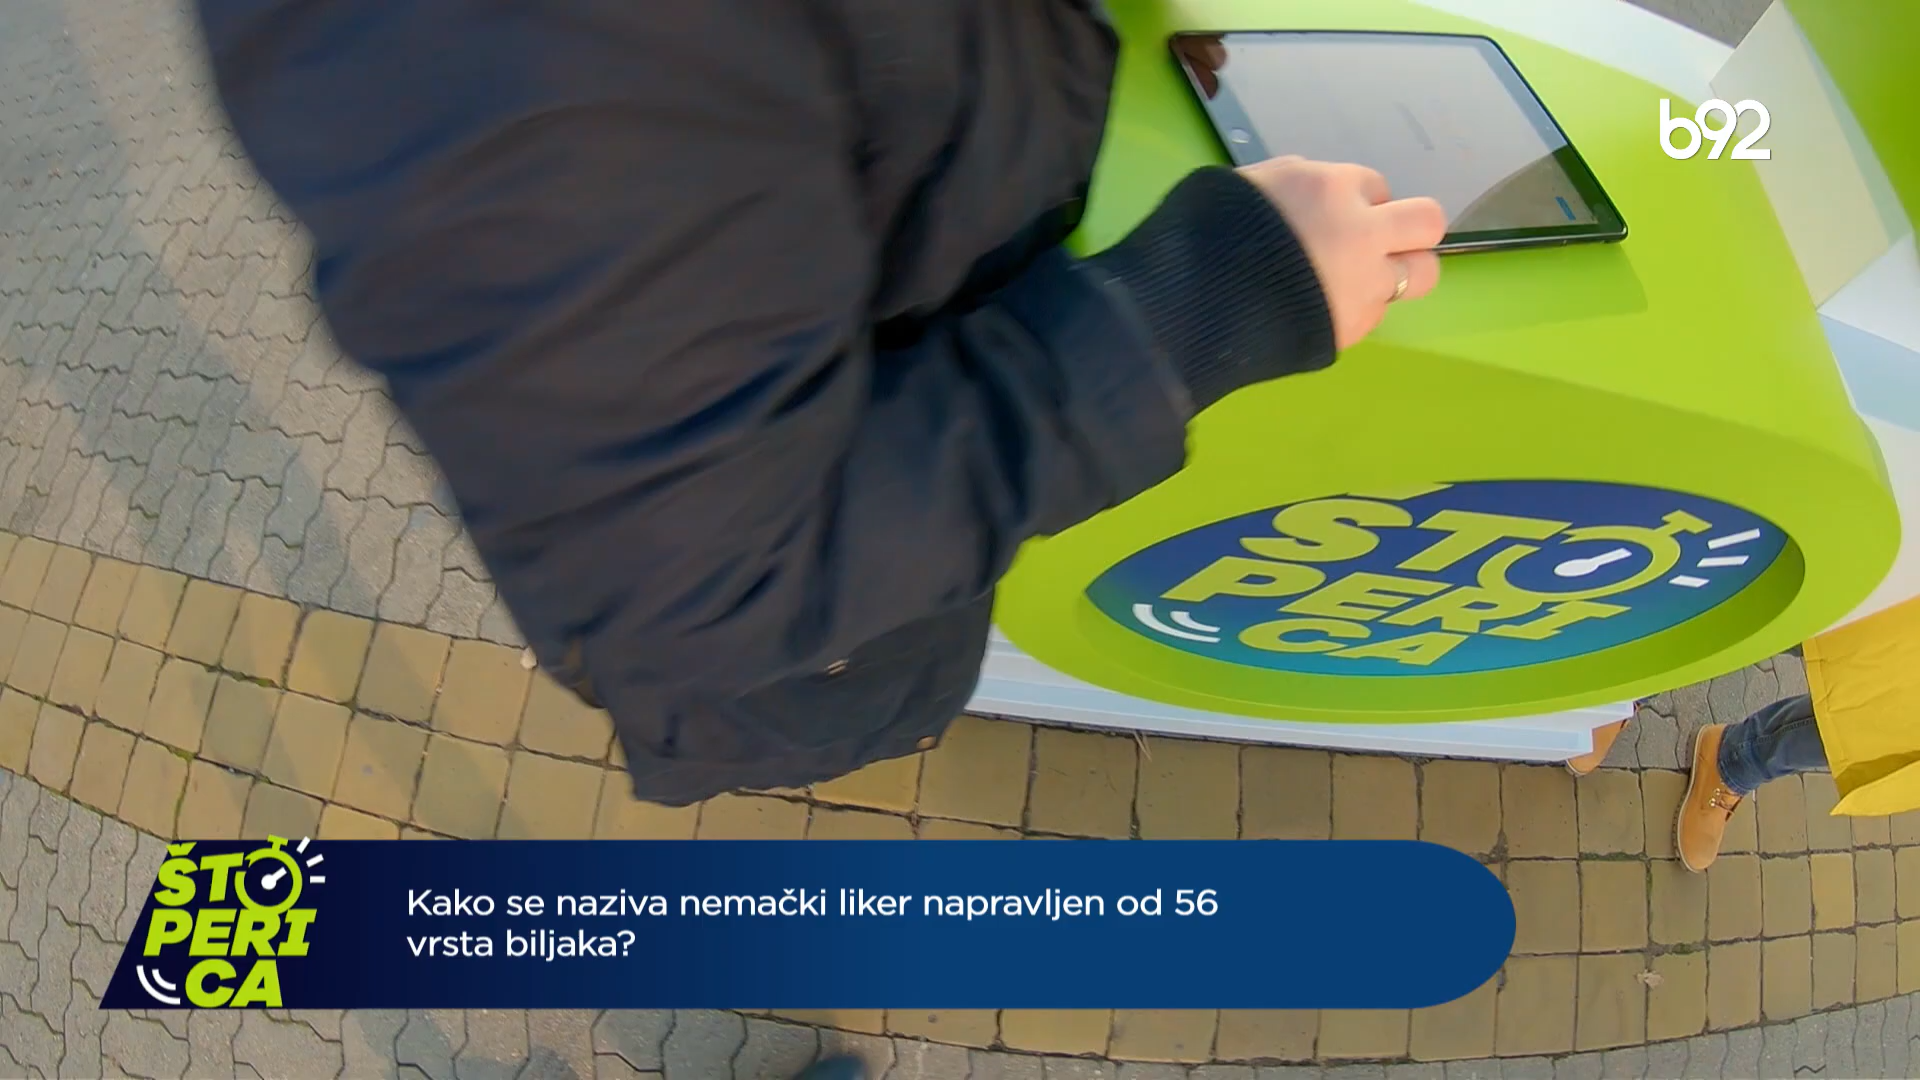 b92
ŠTO
PERI
CA
ŠTO
PERI
CA
Kako se naziva nemački liker napravljen od 56
vrsta biljaka?